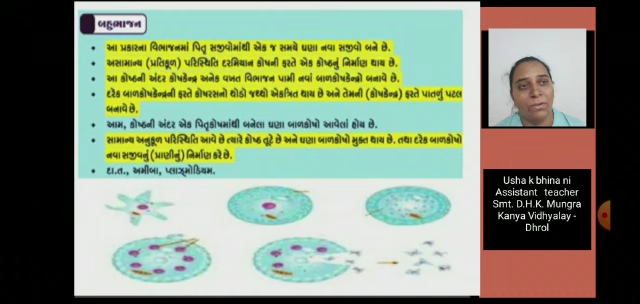 બહુભાજન
• આ પ્રકારના વિભાજનમાં પિતૃ સજીવોમાંથી એક જ સમયે ઘણા નવા સજીવો બને છે.
• અસામાન્ય (પ્રતિકૂળ) પરિસ્થિતિ દરમિયાન કોષની ફરતે એક કોષ્ઠનું નિર્માણ થાય છે.
• આ કોષ્ઠની અંદર કોષકેન્દ્ર અનેક વખત વિભાજન પામી નવાં બાળકોષકેન્દ્રો બનાવે છે.
• દરેક બાળકોષકેન્દ્રની ફરતે કોષરસનો થોડો જથ્થો એકત્રિત થાય છે અને તેમની (કોષકેન્દ્ર) ફરતે પાતળું પટલ
બનાવે છે.
• આમ, કોષ્ઠની અંદર એક પિતૃકોષમાંથી બનેલા ઘણા બાળકોષો આવેલાં હોય છે.
• સામાન્ય અનુકૂળ પરિસ્થિતિ આવે છે ત્યારે કોષ્ઠ તૂટે છે અને ઘણા બાળકોષો મુક્ત થાય છે. તથા દરેક બાળકોષો
નવા સજીવનું (પ્રાણીનું) નિર્માણ કરે છે.
• દા.ત., અમીબા, પ્લાઝ્મોડિયમ.
Usha k bhina ni
Assistant teacher
Smt. D.H.K. Mungra
Kanya Vidhyalay -
Dhrol